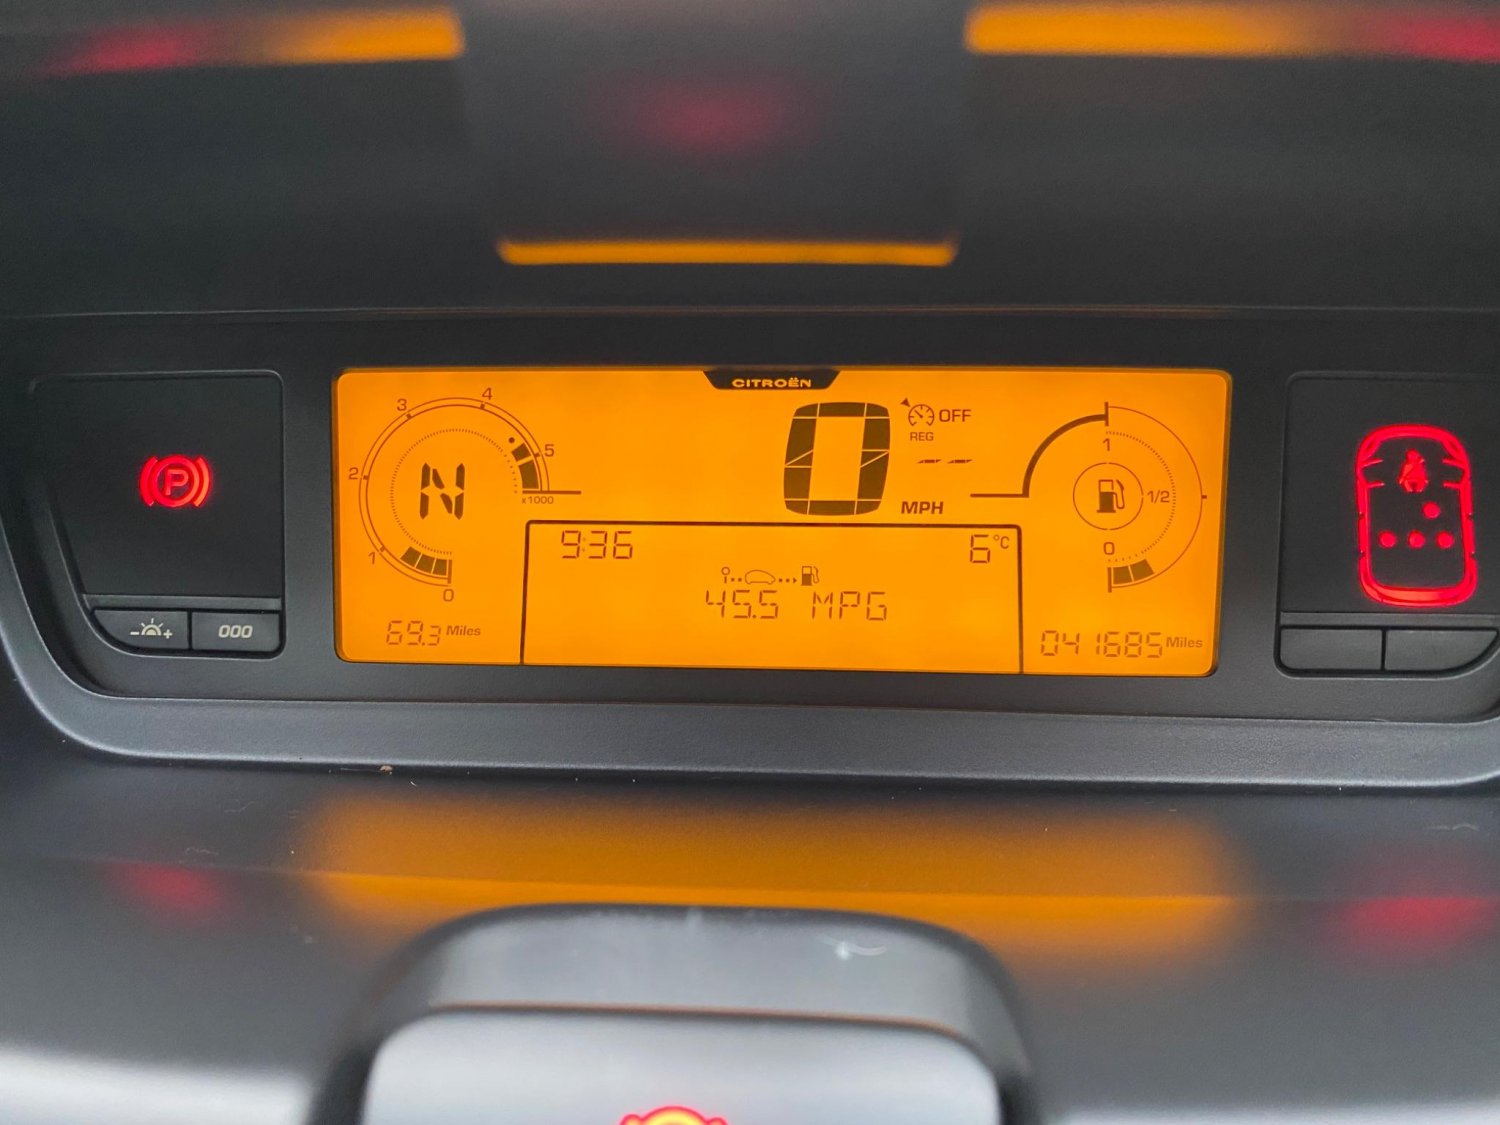 CITROËN
4
3
5
2
x1000
1
0
N
0
OFF
REG
-- --
MPH
1
1/2
0
P
9:36
6°C
45.5 MPG
69.3 Miles
041685 Miles
- +
000